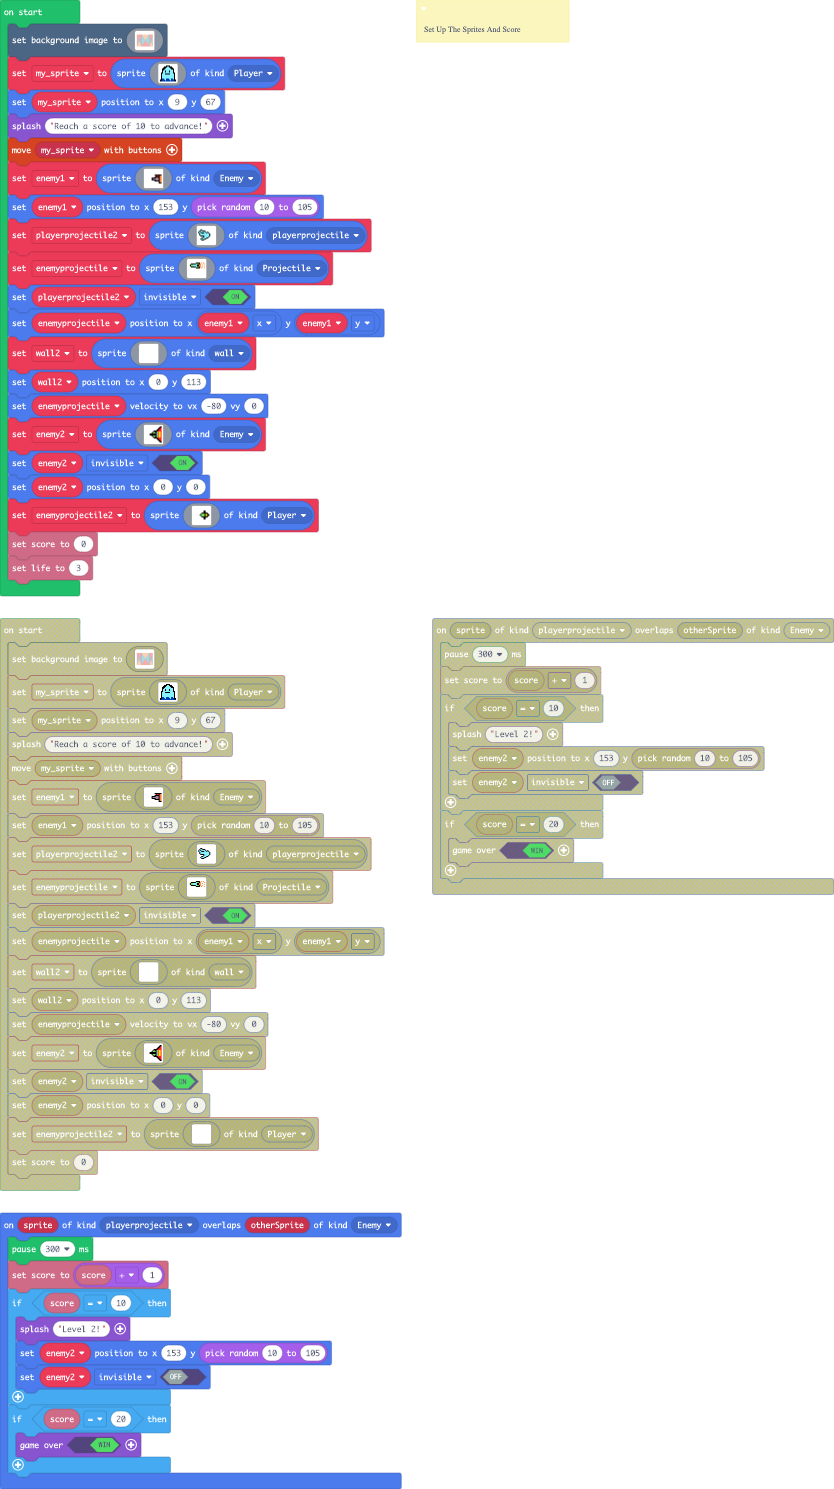 on start
set background image to
set my_sprite to sprite of kind Player
set my_sprite position to x 9 y 67
splash "Reach a score of 10 to advance!"
move my_sprite with buttons
set enemy1 to sprite of kind Enemy
set enemy1 position to x 153 y pick random 10 to 105
set playerprojectile2 to sprite of kind playerprojectile
set enemyprojectile to sprite of kind Projectile
set playerprojectile2 invisible ON
set enemyprojectile position to x enemy1 x y enemy1 y
set wall2 to sprite of kind wall
set wall2 position to x 0 y 113
set enemyprojectile velocity to vx -80 vy 0
set enemy2 to sprite of kind Enemy
set enemy2 invisible ON
set enemy2 position to x 0 y 0
set enemyprojectile2 to sprite of kind Player
set score to 0
set life to 3
Set Up The Sprites And Score
on start
set background image to
set my_sprite to sprite of kind Player
set my_sprite position to x 9 y 67
splash "Reach a score of 10 to advance!"
move my_sprite with buttons
set enemy1 to sprite of kind Enemy
set enemy1 position to x 153 y pick random 10 to 105
set playerprojectile2 to sprite of kind playerprojectile
set enemyprojectile to sprite of kind Projectile
set playerprojectile2 invisible ON
set enemyprojectile position to x enemy1 x y enemy1 y
set wall2 to sprite of kind wall
set wall2 position to x 0 y 113
set enemyprojectile velocity to vx -80 vy 0
set enemy2 to sprite of kind Enemy
set enemy2 invisible ON
set enemy2 position to x 0 y 0
set enemyprojectile2 to sprite of kind Player
set score to 0
on sprite of kind playerprojectile overlaps otherSprite of kind Enemy
pause 300 ms
set score to score + 1
if score = 10 then
splash "Level 2!"
set enemy2 position to x 153 y pick random 10 to 105
set enemy2 invisible OFF
if score = 20 then
game over WIN
on sprite of kind playerprojectile overlaps otherSprite of kind Enemy
pause 300 ms
set score to score + 1
if score = 10 then
splash "Level 2!"
set enemy2 position to x 153 y pick random 10 to 105
set enemy2 invisible OFF
if score = 20 then
game over WIN